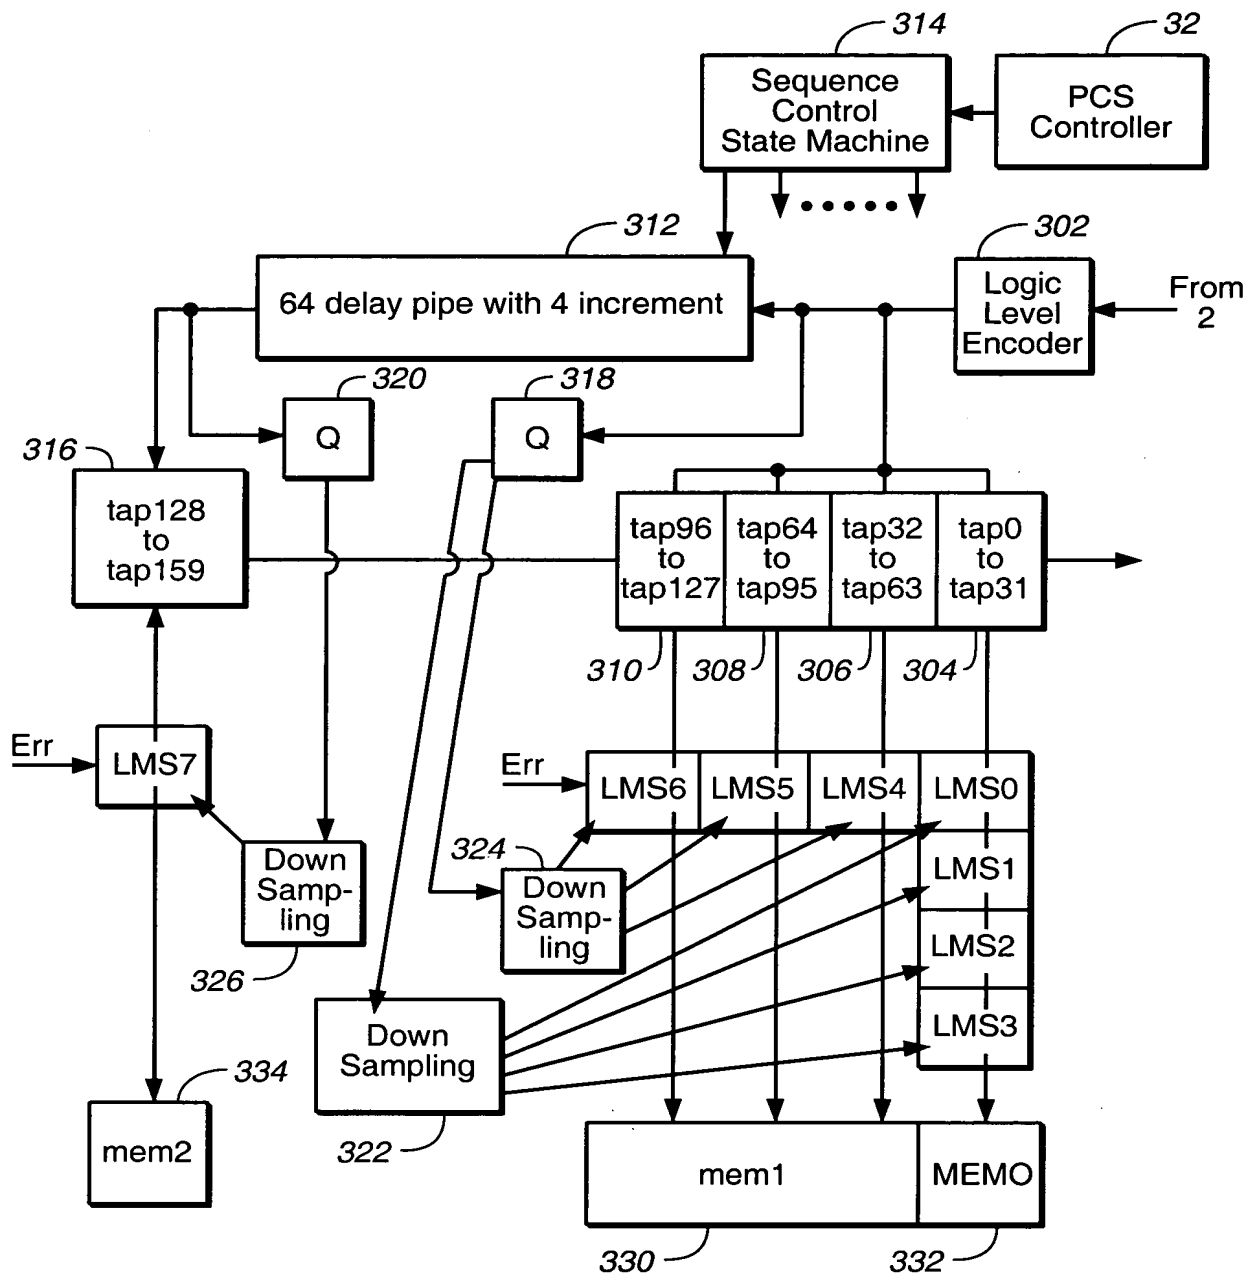 314
32
Sequence
Control
State Machine
PCS
Controller
312
302
64 delay pipe with 4 increment
Logic
Level
Encoder
From
2
320
318
Q
Q
316
tap128
to
tap159
tap96
to
tap127
tap64
to
tap95
tap32
to
tap63
tap0
to
tap31
310
308
306
304
Err
LMS7
Err
LMS6
LMS5
LMS4
LMS0
LMS1
LMS2
LMS3
Down
Samp-
ling
326
324
Down
Samp-
ling
Down
Sampling
322
334
mem2
mem1
MEMO
330
332